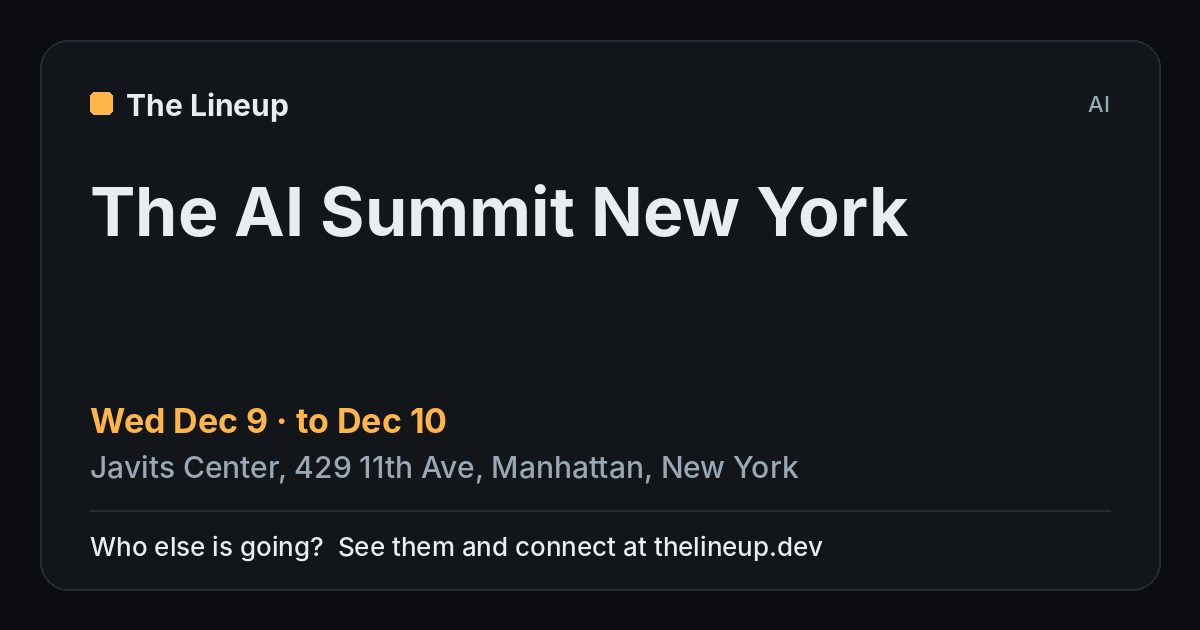 The Lineup
AI
The AI Summit New York
Wed Dec 9 · to Dec 10
Javits Center, 429 11th Ave, Manhattan, New York
Who else is going? See them and connect at thelineup.dev